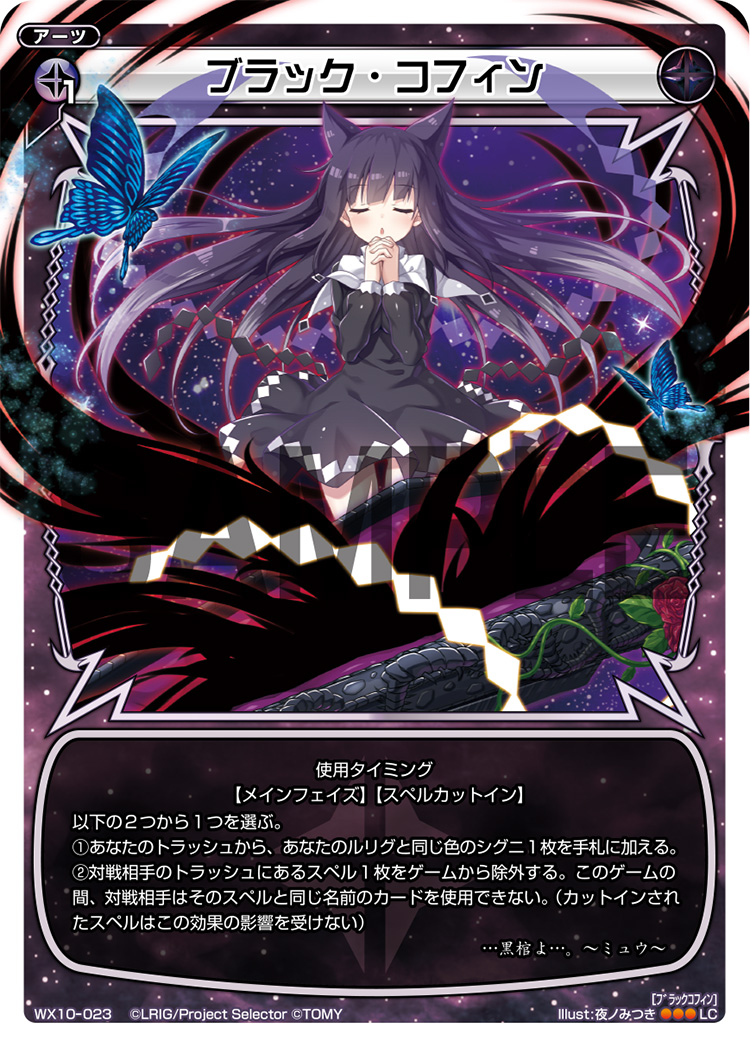 アーツ
ブラック・コフィン
1
SAMPLE
使用タイミング
【メインフェイズ】【スペルカットイン】
以下の２つから１つを選ぶ。
①あなたのトラッシュから、あなたのルリグと同じ色のシグニ１枚を手札に加える。
②対戦相手のトラッシュにあるスペル１枚をゲームから除外する。このゲームの
間、対戦相手はそのスペルと同じ名前のカードを使用できない。（カットインされ
たスペルはこの効果の影響を受けない）
…黒棺よ…。～ミュウ～
[ブラックコフィン]
WX10-023 ©LRIG/Project Selector ©TOMY Illust:夜ノみつき LC